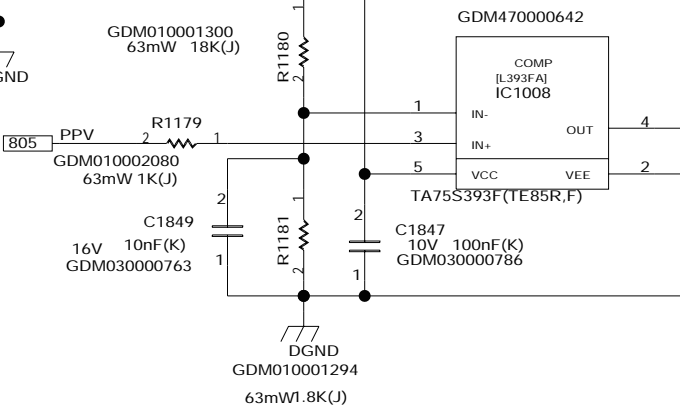 GDM470000642
1
GDM010001300
63mW 18K(J)
R1180
2
COMP
[L393FA]
IC1008
GND
1
IN-
R1179
OUT
4
805
PPV
2
1
3
IN+
GDM010002080
63mW 1K(J)
5
VCC
VEE
2
TA75S393F(TE85R,F)
2
1
2
C1849
R1181
C1847
16V 10nF(K)
10V 100nF(K)
GDM030000763
1
2
1
GDM030000786
DGND
GDM010001294
63mW1.8K(J)